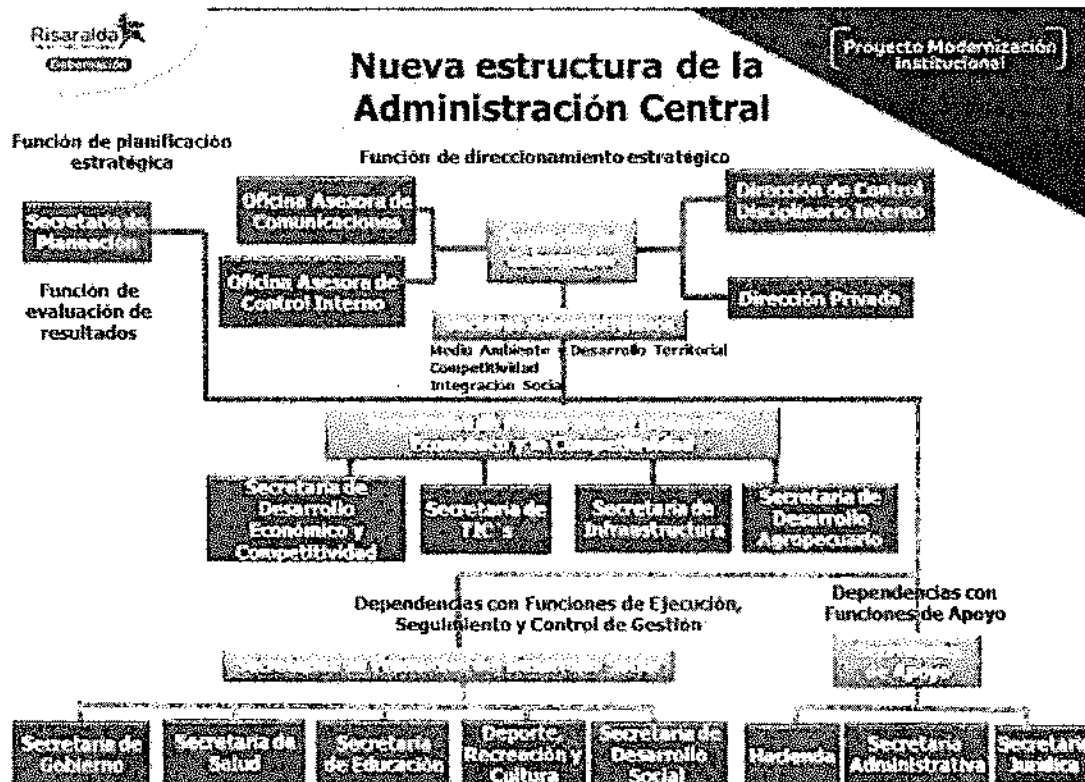 Risaralda
Gobernación
Proyecto Modernización
Institucional
Nueva estructura de la
Administración Central
Función de planificación
estratégica
Función de direccionamiento estratégico
Secretaría de
Planeación
Oficina Asesora de
Comunicaciones
Dirección de Control
Disciplinario Interno
Oficina Asesora de
Control Interno
Dirección Privada
Función de
evaluación de
resultados
Medio Ambiente y Desarrollo Territorial
Competitividad
Integración Social
Económico y la Competitividad
Secretaría de
Desarrollo
Económico y
Competitividad
Secretaría de
TIC´s
Secretaría de
Infraestructura
Secretaría de
Desarrollo
Agropecuario
Dependencias con Funciones de Ejecución,
Seguimiento y Control de Gestión
Dependencias con
Funciones de Apoyo
de Apoyo
Secretaría de
Gobierno
Secretaría de
Salud
Secretaría
de Educación
Deporte,
Recreación y
Cultura
Secretaría de
Desarrollo
Social
Hacienda
Secretaría
Administrativa
Secretaría
Jurídica